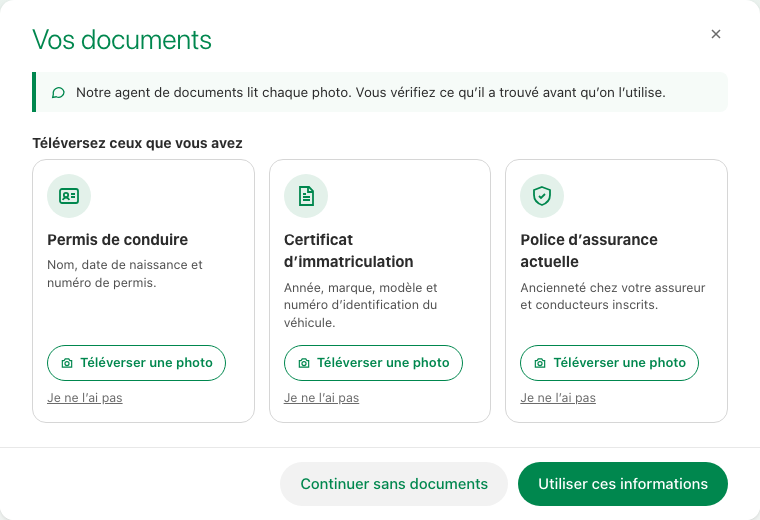 Vos documents
Notre agent de documents lit chaque photo. Vous vérifiez ce qu’il a trouvé avant qu’on l’utilise.
Téléversez ceux que vous avez
Permis de conduire
Nom, date de naissance et
numéro de permis.
Téléverser une photo
Je ne l’ai pas
Certificat
d’immatriculation
Année, marque, modèle et
numéro d’identification du
véhicule.
Téléverser une photo
Je ne l’ai pas
Police d’assurance
actuelle
Ancienneté chez votre assureur
et conducteurs inscrits.
Téléverser une photo
Je ne l’ai pas
Continuer sans documents
Utiliser ces informations